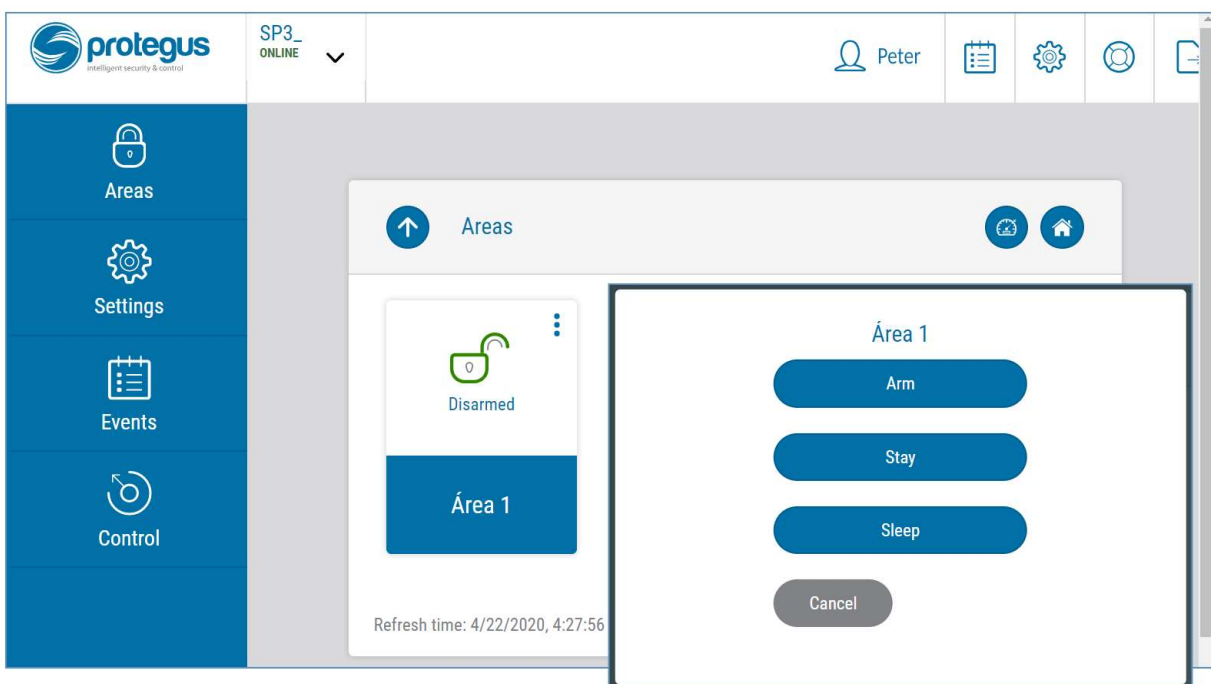 protegus
intelligent security & control
SP3_
ONLINE
Peter
Areas
Settings
Events
Control
Areas
Disarmed
Área 1
Refresh time: 4/22/2020, 4:27:56
Área 1
Arm
Stay
Sleep
Cancel